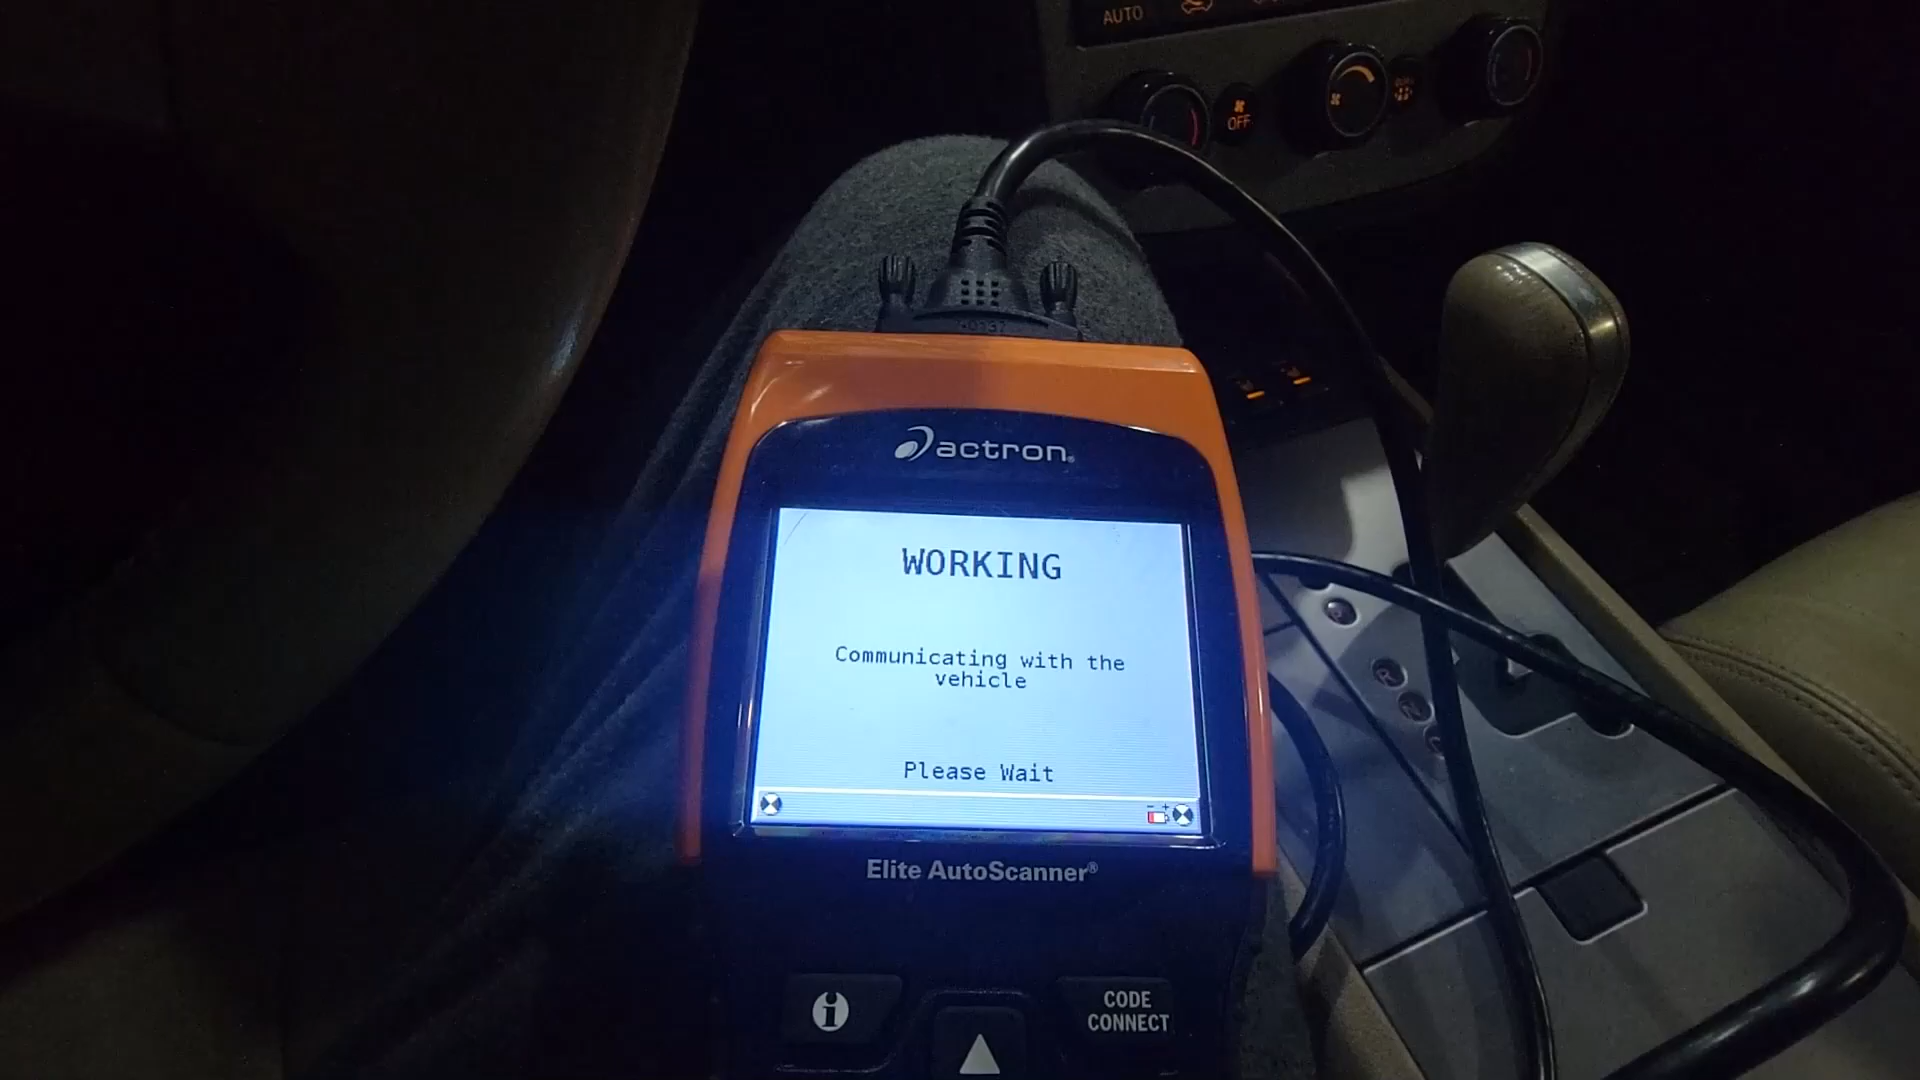 AUTO
OFF
actron®
WORKING
Communicating with the
vehicle
Please Wait
Elite AutoScanner®
CODE
CONNECT
P
R
N